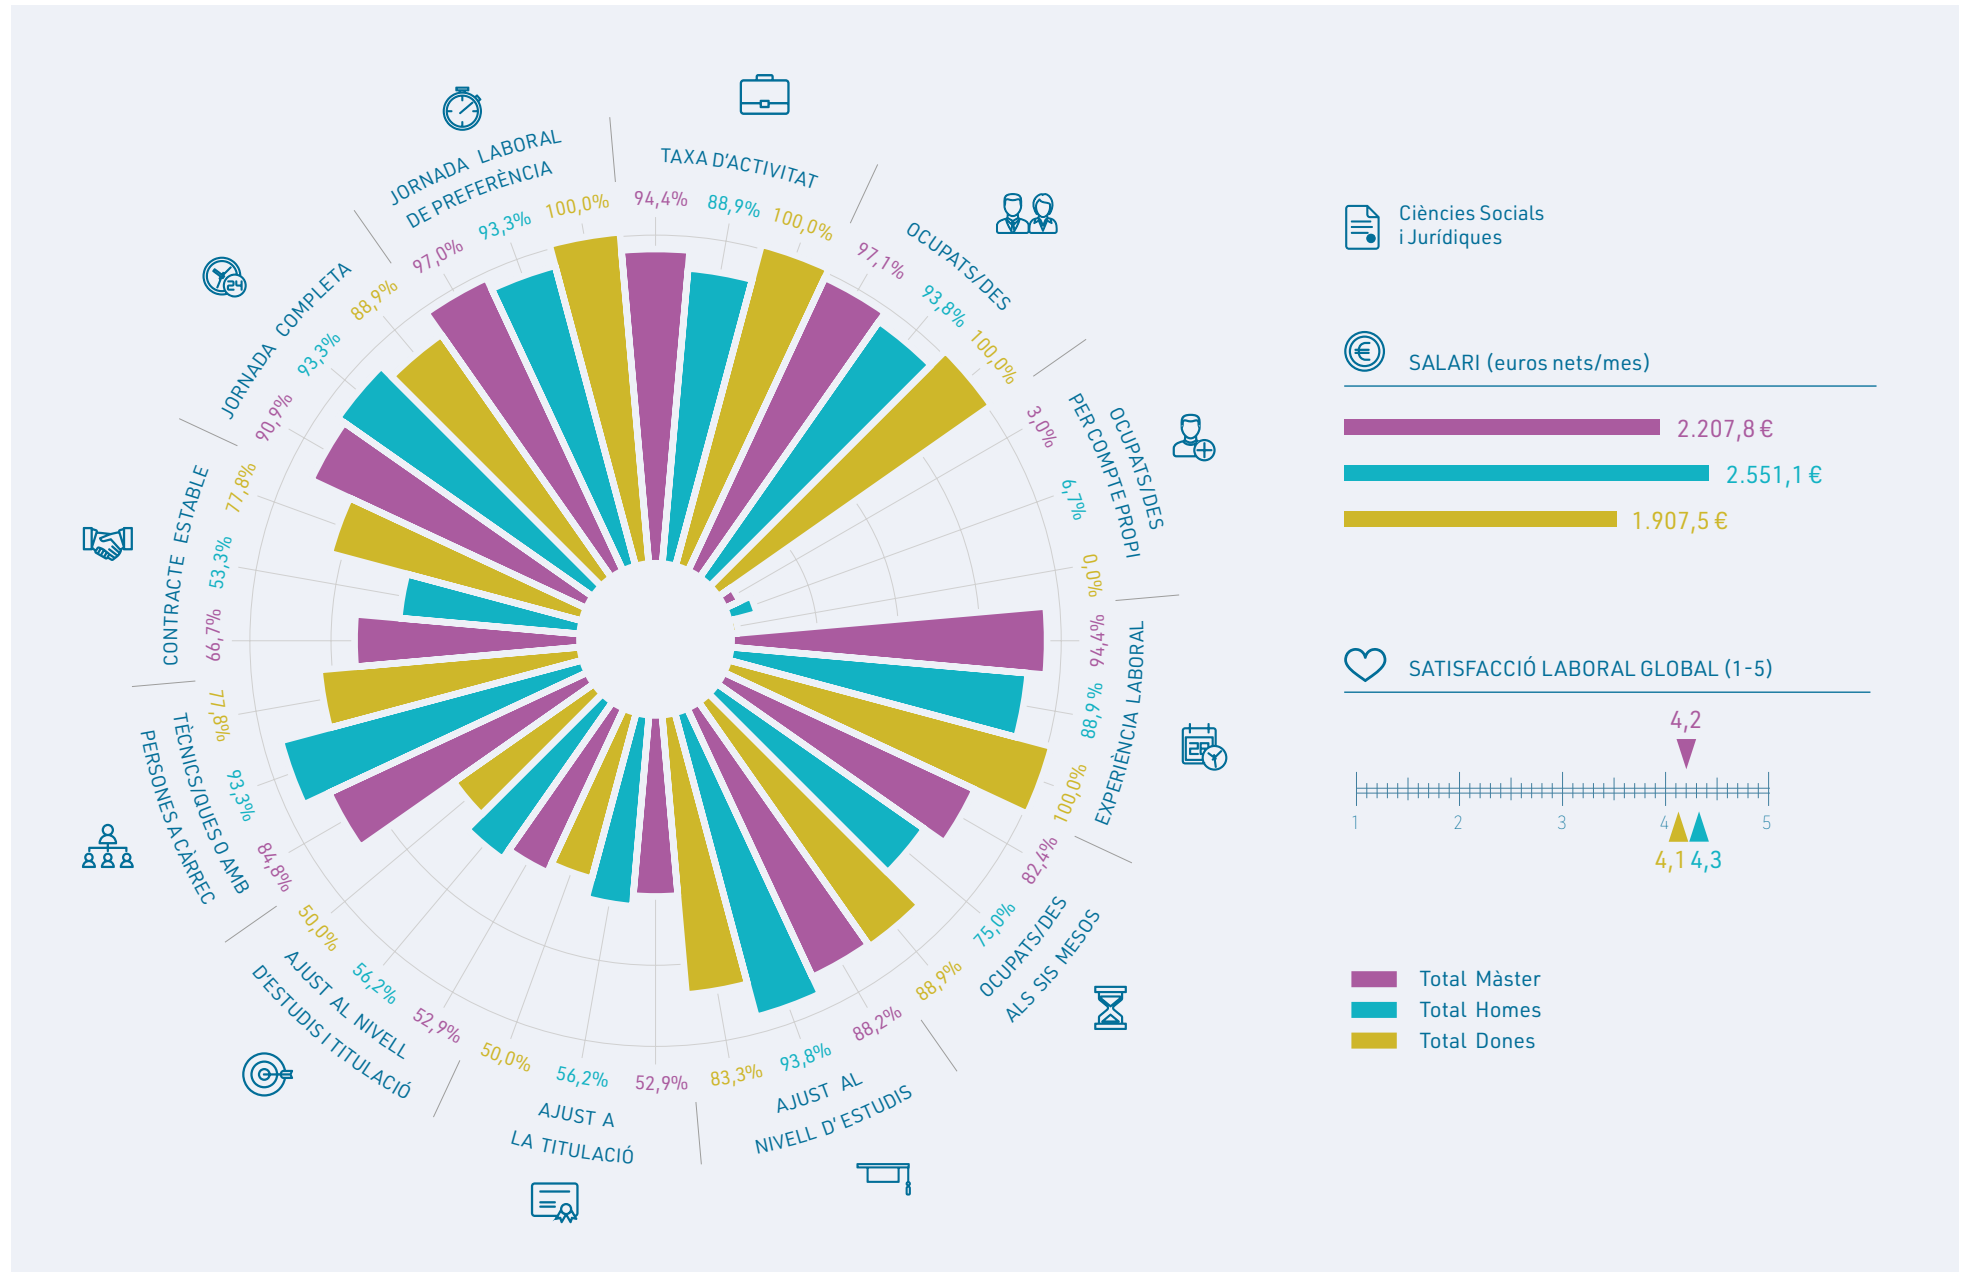 TAXA D'ACTIVITAT
94,4%
88,9%
100,0%
OCUPATS/DES
97,1%
93,8%
100,0%
OCUPATS/DES
PER COMPTE PROPI
3,0%
6,7%
0,0%
EXPERIÈNCIA LABORAL
94,4%
88,9%
100,0%
OCUPATS/DES
ALS SIS MESOS
82,4%
75,0%
88,9%
AJUST AL
NIVELL D'ESTUDIS
88,2%
93,8%
83,3%
AJUST A
LA TITULACIÓ
52,9%
56,2%
50,0%
AJUST AL NIVELL
D'ESTUDIS I TITULACIÓ
52,9%
56,2%
50,0%
TÈCNICS/QUES O AMB
PERSONES A CÀRREC
84,8%
93,3%
77,8%
CONTRACTE ESTABLE
66,7%
53,3%
77,8%
JORNADA COMPLETA
90,9%
93,3%
88,9%
JORNADA LABORAL
DE PREFERÈNCIA
97,0%
93,3%
100,0%
24
28
Ciències Socials
i Jurídiques
€
SALARI (euros nets/mes)
2.207,8 €
2.551,1 €
1.907,5 €
SATISFACCIÓ LABORAL GLOBAL (1-5)
4,2
1 2 3 4 5
4,1 4,3
Total Màster
Total Homes
Total Dones